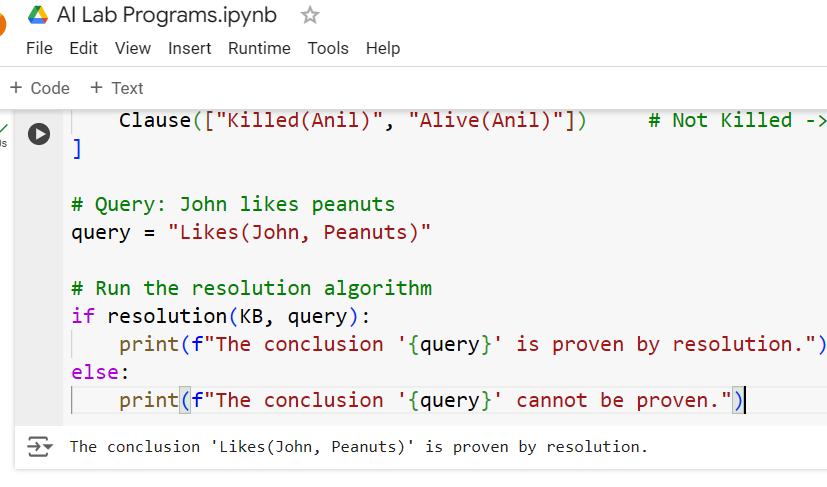 AI Lab Programs.ipynb
File Edit View Insert Runtime Tools Help
+ Code + Text
Clause(["Killed(Anil)", "Alive(Anil)"]) # Not Killed ->
]
# Query: John likes peanuts
query = "Likes(John, Peanuts)"
# Run the resolution algorithm
if resolution(KB, query):
print(f"The conclusion '{query}' is proven by resolution.")
else:
print(f"The conclusion '{query}' cannot be proven.")
The conclusion 'Likes(John, Peanuts)' is proven by resolution.